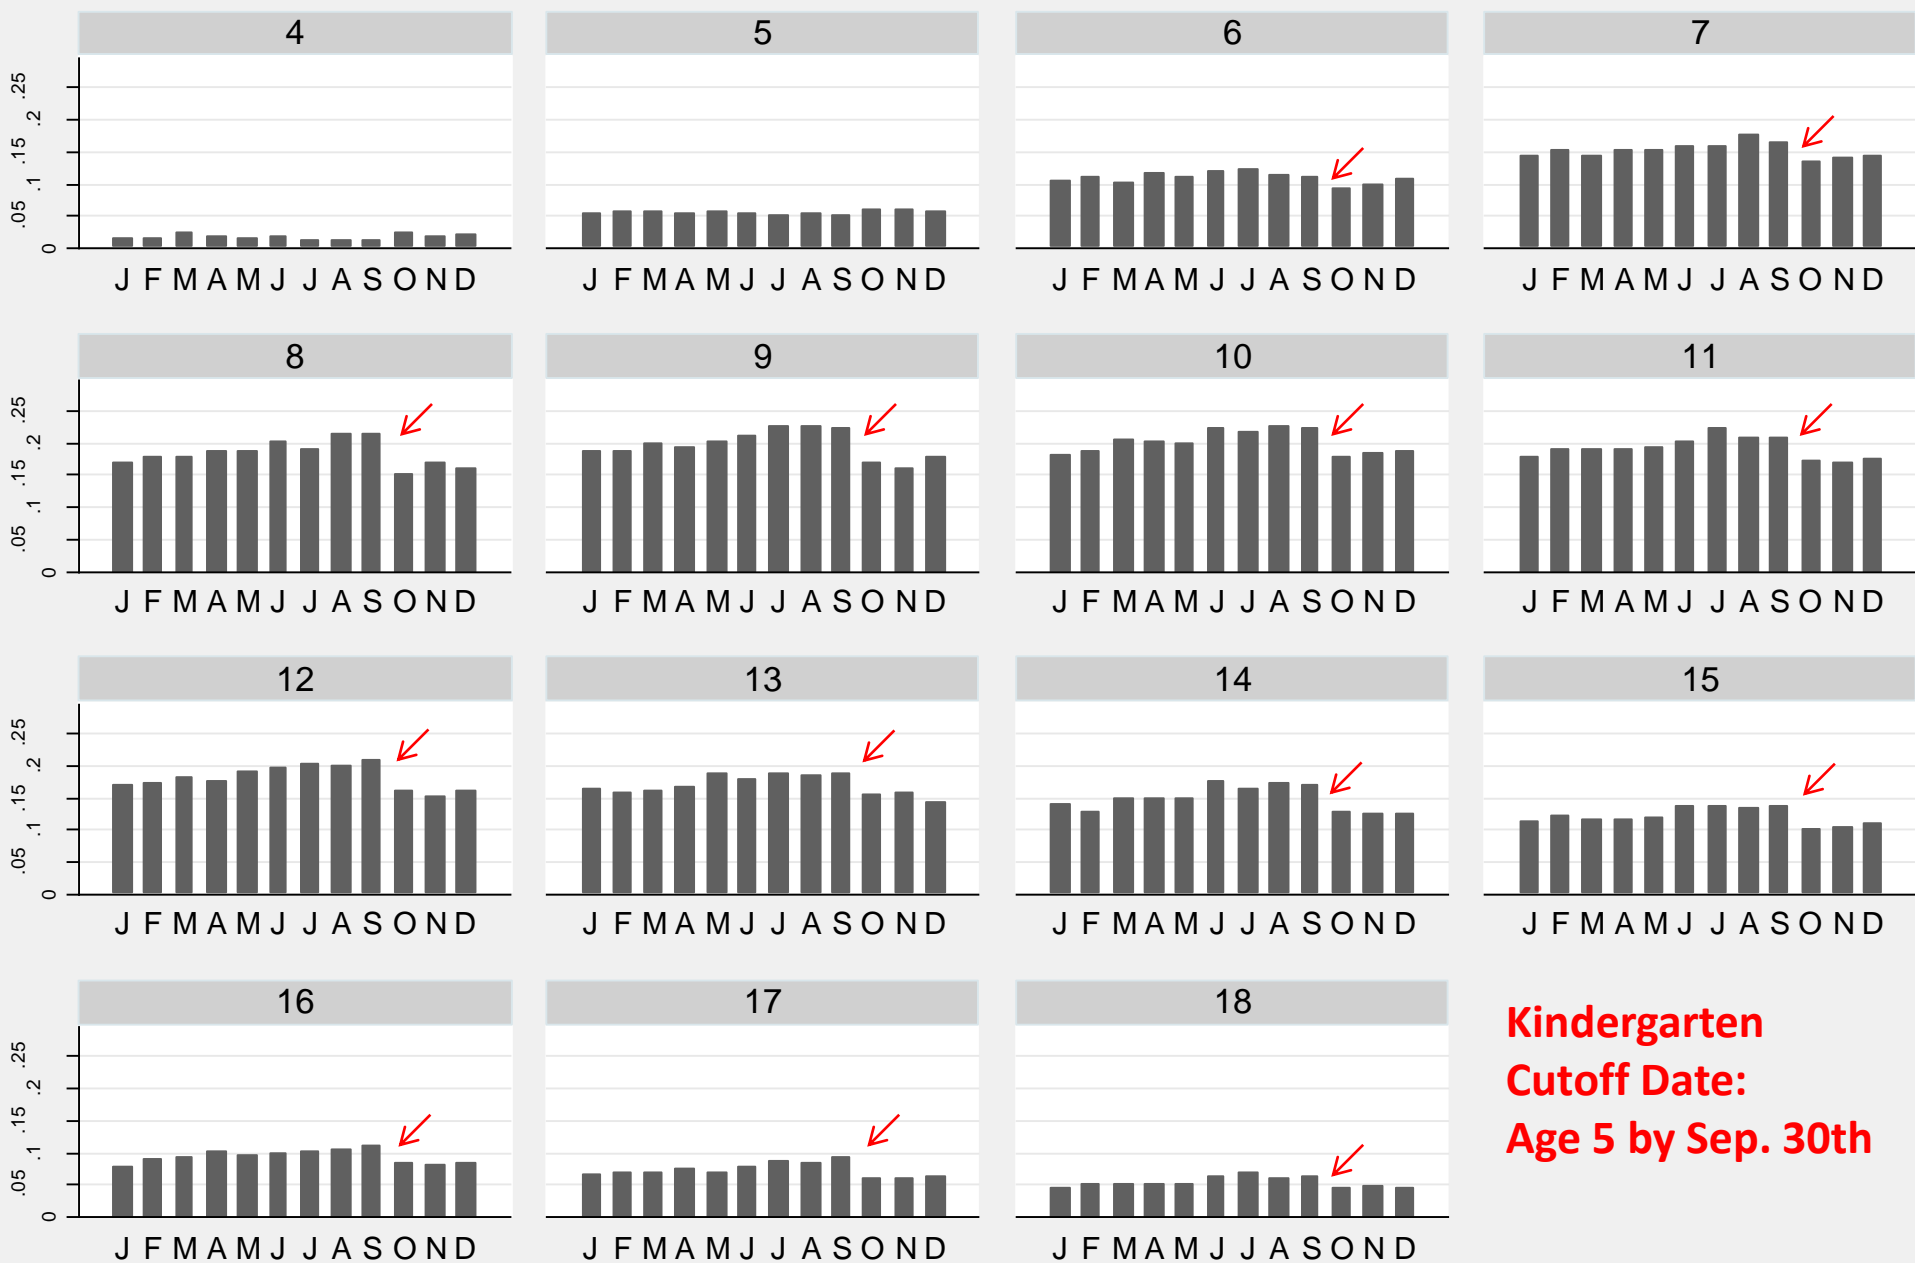 4 5 6 7
.25
.2
.15
.1
.05
0
J F M A M J J A S O N D J F M A M J J A S O N D J F M A M J J A S O N D J F M A M J J A S O N D
8 9 10 11
.25
.2
.15
.1
.05
0
J F M A M J J A S O N D J F M A M J J A S O N D J F M A M J J A S O N D J F M A M J J A S O N D
12 13 14 15
.25
.2
.15
.1
.05
0
J F M A M J J A S O N D J F M A M J J A S O N D J F M A M J J A S O N D J F M A M J J A S O N D
16 17 18
.25
.2
.15
.1
.05
0
J F M A M J J A S O N D J F M A M J J A S O N D J F M A M J J A S O N D
Kindergarten
Cutoff Date:
Age 5 by Sep. 30th